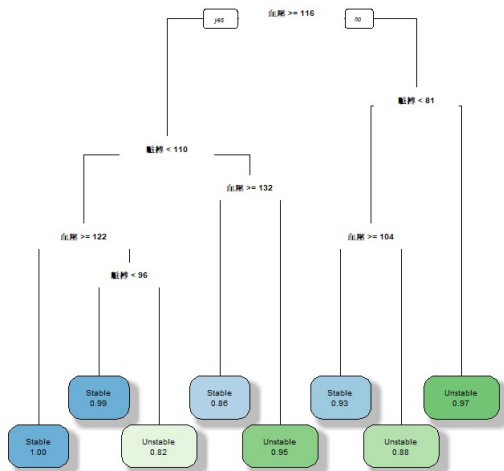 yes
血壓 >= 116
no
脈搏 < 81
脈搏 < 110
血壓 >= 132
血壓 >= 122
血壓 >= 104
脈搏 < 96
Stable
0.99
Stable
0.86
Stable
0.93
Unstable
0.97
Stable
1.00
Unstable
0.82
Unstable
0.95
Unstable
0.88